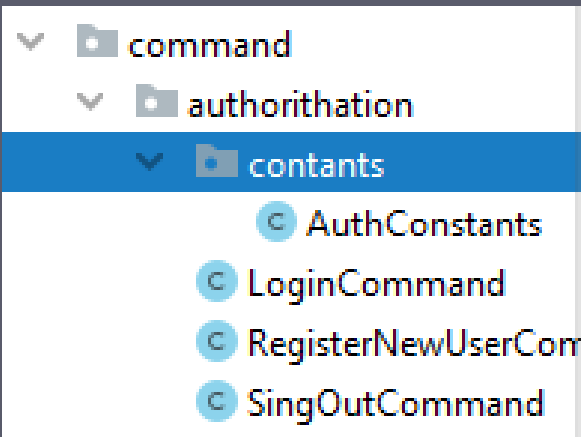 command
authorithation
contants
C AuthConstants
C LoginCommand
C RegisterNewUserCom
C SingOutCommand